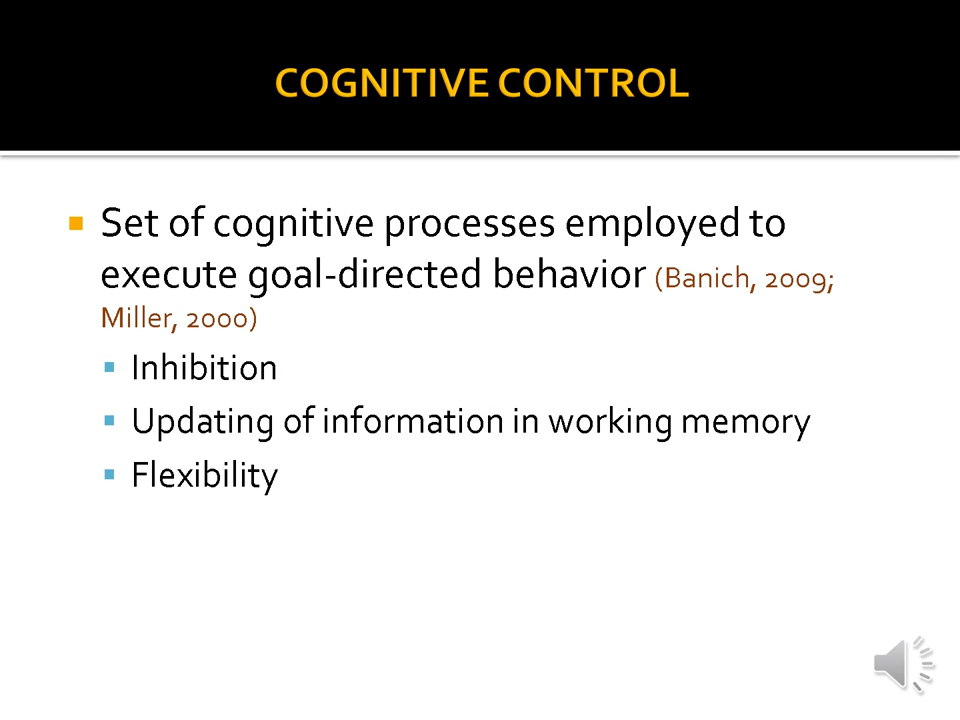 COGNITIVE CONTROL
Set of cognitive processes employed to
execute goal-directed behavior (Banich, 2009;
Miller, 2000)
Inhibition
Updating of information in working memory
Flexibility